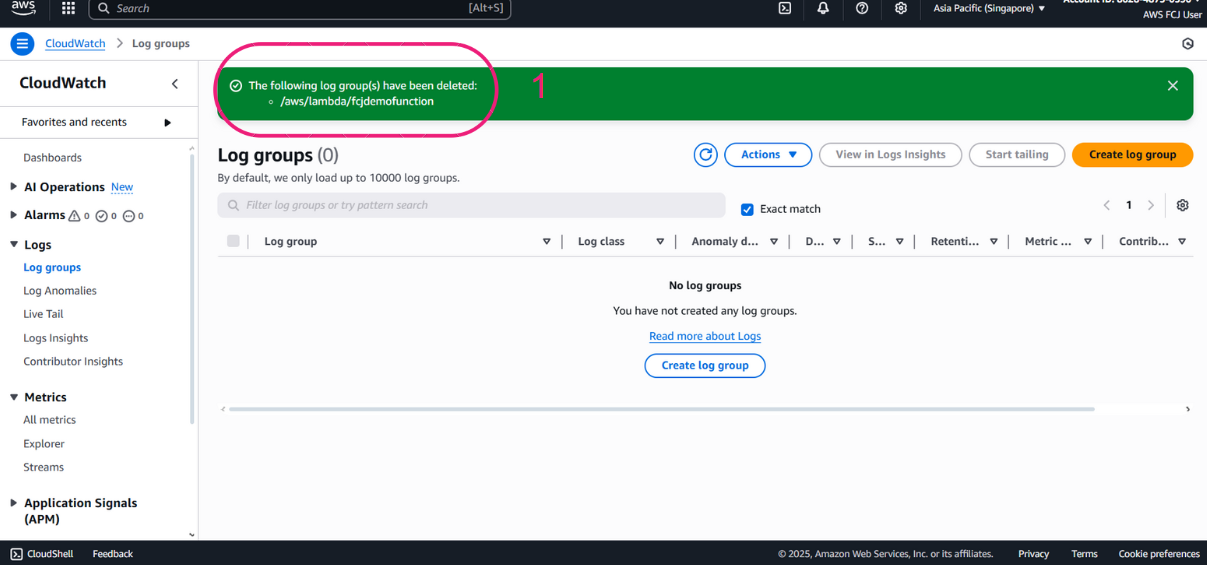 aws
Search
[Alt+S]
Asia Pacific (Singapore)
AWS FCJ User
CloudWatch
Log groups
CloudWatch
Favorites and recents
Dashboards
AI Operations New
Alarms 0 0 0
Logs
Log groups
Log Anomalies
Live Tail
Logs Insights
Contributor Insights
Metrics
All metrics
Explorer
Streams
Application Signals
(APM)
The following log group(s) have been deleted:
/aws/lambda/fcjdemofunction
1
Log groups (0)
Actions
View in Logs Insights
Start tailing
Create log group
By default, we only load up to 10000 log groups.
Filter log groups or try pattern search
Exact match
1
Log group
Log class
Anomaly d...
D...
S...
Retenti...
Metric ...
Contrib...
No log groups
You have not created any log groups.
Read more about Logs
Create log group
CloudShell
Feedback
© 2025, Amazon Web Services, Inc. or its affiliates.
Privacy
Terms
Cookie preferences